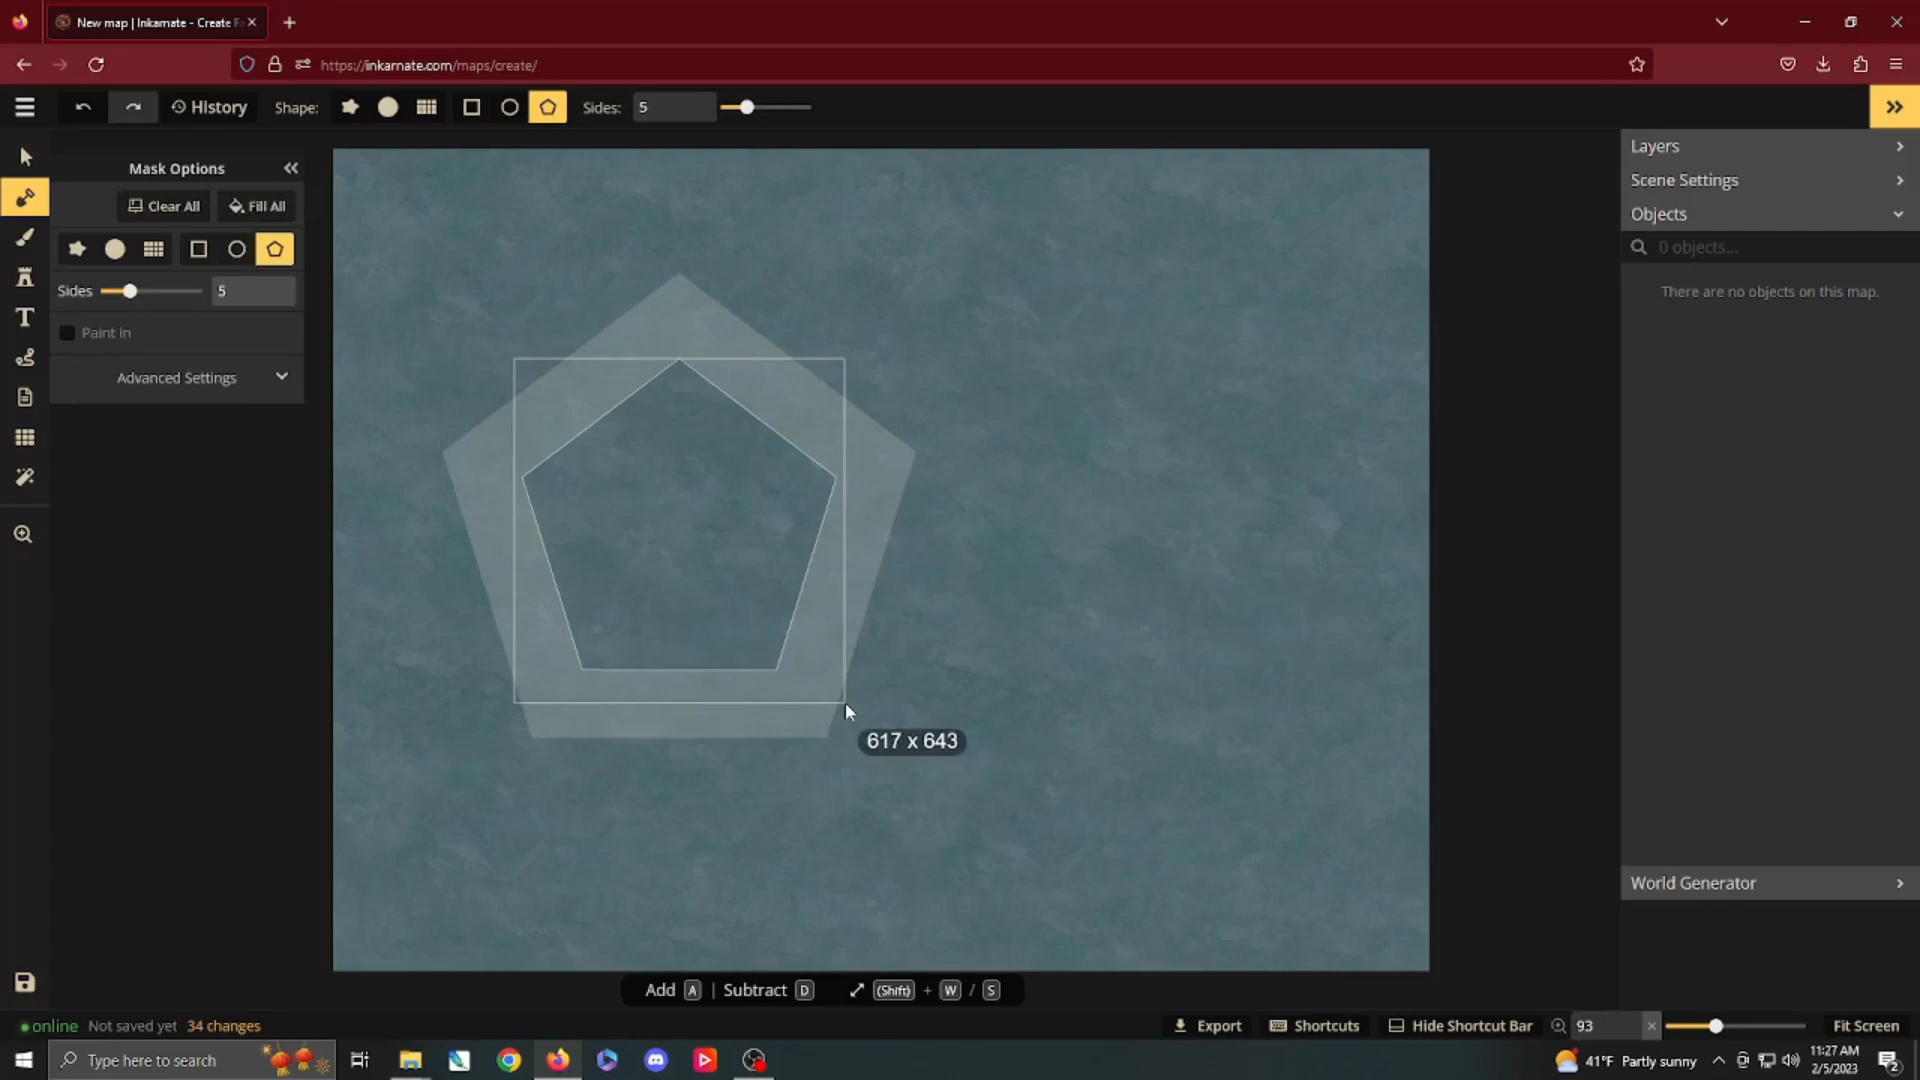 New map | Inkarnate - Create Fa
https://inkarnate.com/maps/create/
History
Shape:
Sides:
5
Mask Options
Clear All
Fill All
Sides
5
Paint in
Advanced Settings
617 x 643
Layers
Scene Settings
Objects
0 objects...
There are no objects on this map.
World Generator
Add A | Subtract D (Shift) + W / S
online Not saved yet 34 changes
Export
Shortcuts
Hide Shortcut Bar
93
Fit Screen
Type here to search
41°F Partly sunny
11:27 AM
2/5/2023
2